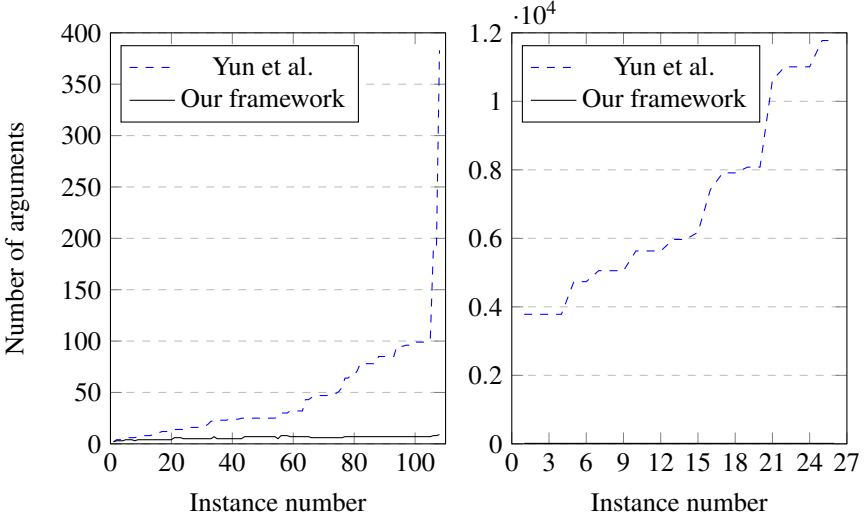 ·10⁴
400
350
300
250
200
150
100
50
0
Number of arguments
Yun et al.
Our framework
0 20 40 60 80 100
Instance number
1.2
1
0.8
0.6
0.4
0.2
0
Yun et al.
Our framework
0 3 6 9 12 15 18 21 24 27
Instance number